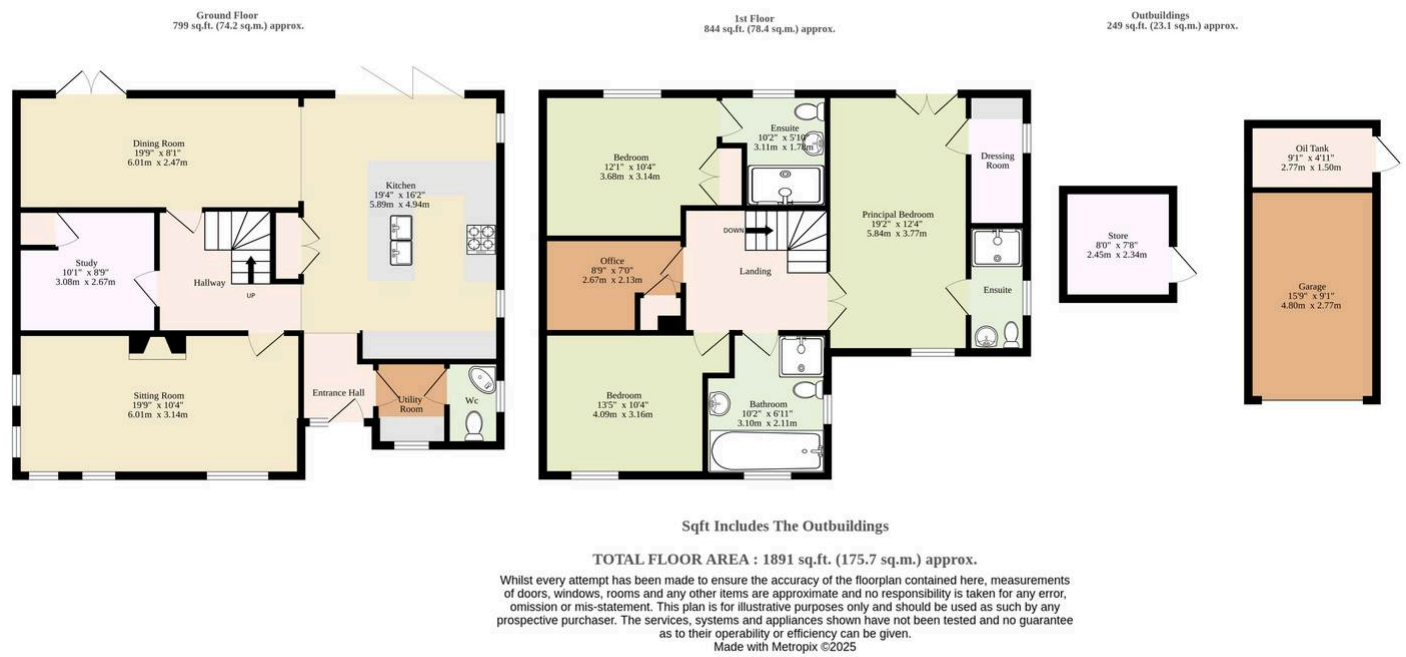 Ground Floor
799 sq.ft. (74.2 sq.m.) approx.
1st Floor
844 sq.ft. (78.4 sq.m.) approx.
Outbuildings
249 sq.ft. (23.1 sq.m.) approx.
Dining Room
19'9" x 8'1"
6.01m x 2.47m
Kitchen
19'4" x 16'2"
5.89m x 4.94m
Study
10'1" x 8'9"
3.08m x 2.67m
Hallway
UP
Sitting Room
19'9" x 10'4"
6.01m x 3.14m
Entrance Hall
Utility
Room
Wc
Bedroom
12'1" x 10'4"
3.68m x 3.14m
Ensuite
10'2" x 5'10"
3.11m x 1.78m
Dressing
Room
Principal Bedroom
19'2" x 12'4"
5.84m x 3.77m
DOWN
Landing
Office
8'9" x 7'0"
2.67m x 2.13m
Ensuite
Bedroom
13'5" x 10'4"
4.09m x 3.16m
Bathroom
10'2" x 6'11"
3.10m x 2.11m
Oil Tank
9'1" x 4'11"
2.77m x 1.50m
Store
8'0" x 7'8"
2.45m x 2.34m
Garage
15'9" x 9'1"
4.80m x 2.77m
Sqft Includes The Outbuildings
TOTAL FLOOR AREA : 1891 sq.ft. (175.7 sq.m.) approx.
Whilst every attempt has been made to ensure the accuracy of the floorplan contained here, measurements
of doors, windows, rooms and any other items are approximate and no responsibility is taken for any error,
omission or mis-statement. This plan is for illustrative purposes only and should be used as such by any
prospective purchaser. The services, systems and appliances shown have not been tested and no guarantee
as to their operability or efficiency can be given.
Made with Metropix ©2025